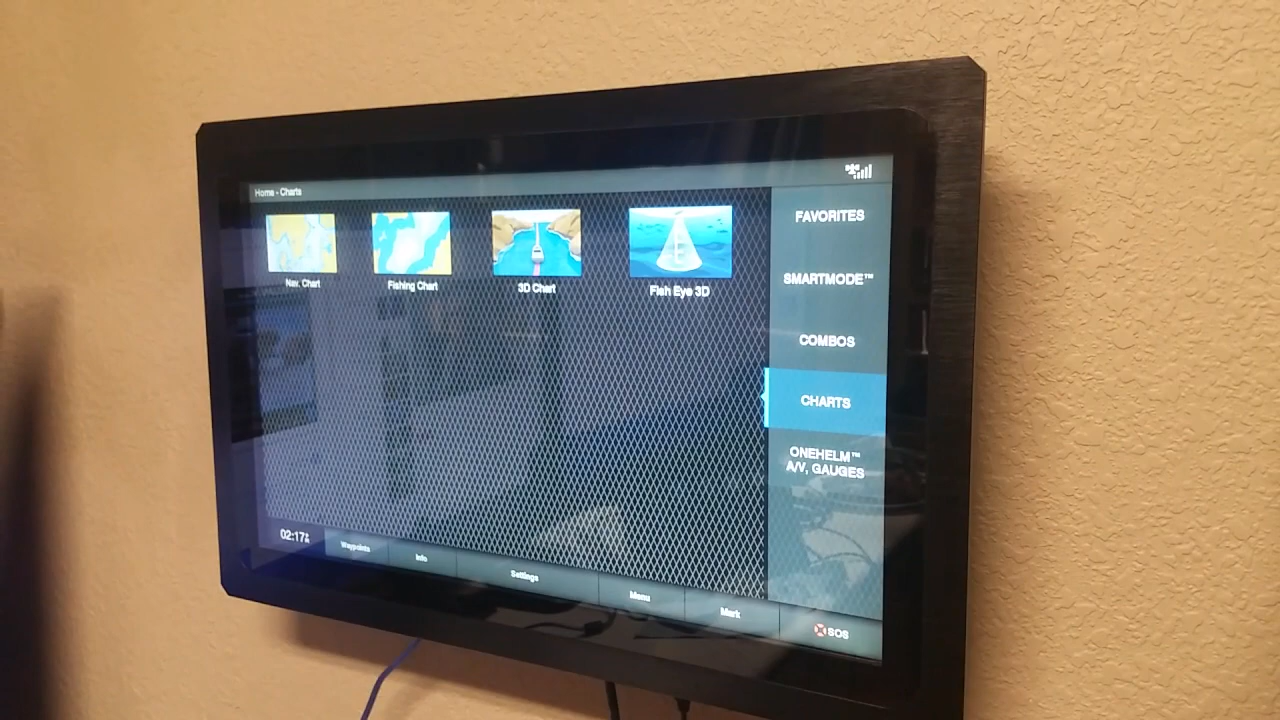 Home - Charts
Nav. Chart
Fishing Chart
3D Chart
Fish Eye 3D
FAVORITES
SMARTMODE™
COMBOS
CHARTS
ONEHELM™
A/V, GAUGES
02:17
Waypoints
Info
Settings
Menu
Mark
SOS